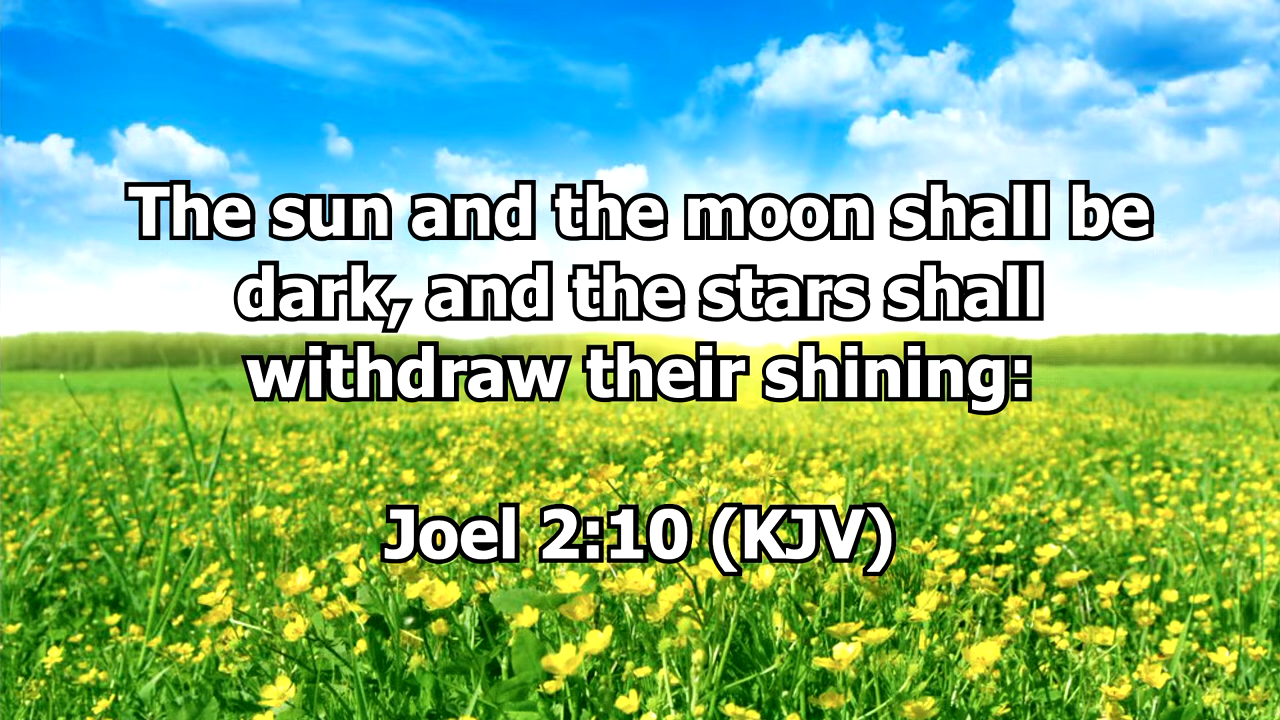 The sun and the moon shall be
dark, and the stars shall
withdraw their shining:
Joel 2:10 (KJV)